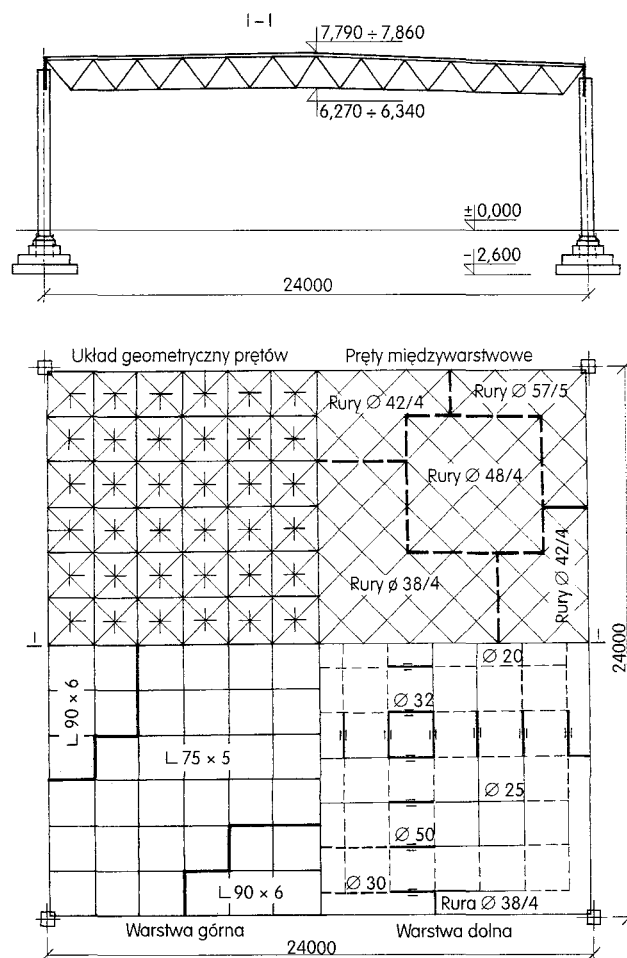 I-I
7,790 ÷ 7,860
6,270 ÷ 6,340
±0,000
-2,600
24000
Układ geometryczny prętów
Pręty międzywarstwowe
Rury Ø 42/4
Rury Ø 57/5
Rury Ø 48/4
Rury ø 38/4
Rury Ø 42/4
24000
I
I
L 90 × 6
L 75 × 5
L 90 × 6
Ø 20
Ø 32
Ø 25
Ø 50
Ø 30
Rura Ø 38/4
Warstwa górna
Warstwa dolna
24000